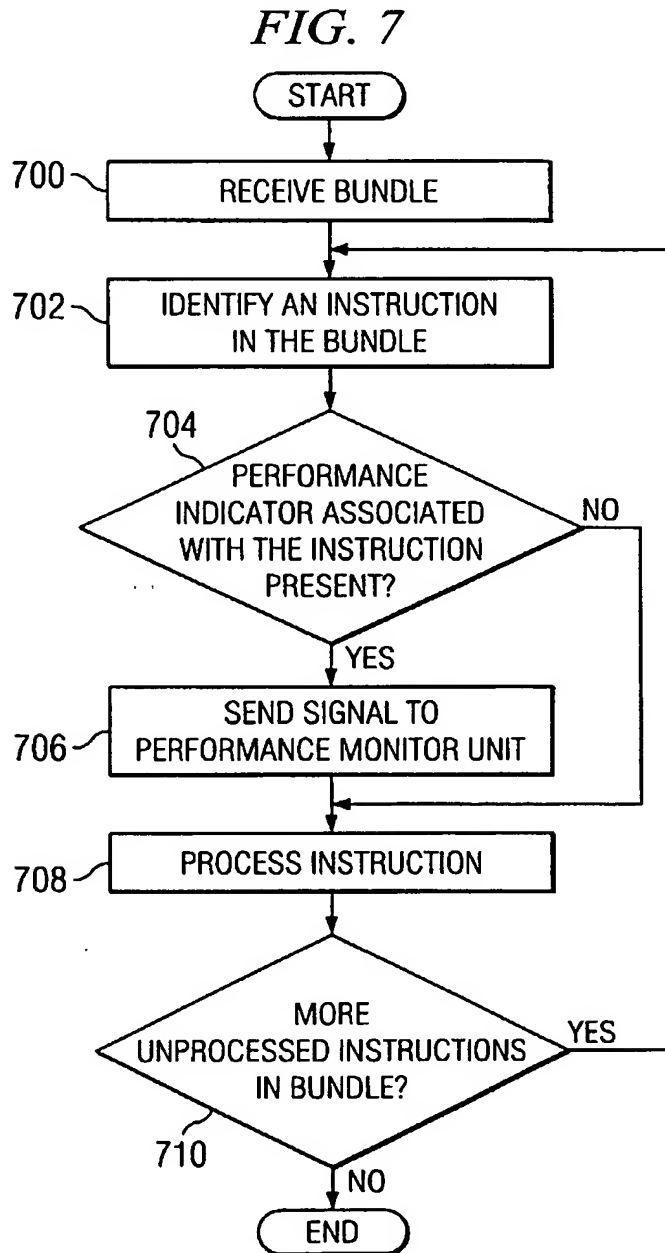 FIG. 7
START
700
RECEIVE BUNDLE
702
IDENTIFY AN INSTRUCTION
IN THE BUNDLE
704
PERFORMANCE
INDICATOR ASSOCIATED
WITH THE INSTRUCTION
PRESENT?
NO
YES
706
SEND SIGNAL TO
PERFORMANCE MONITOR UNIT
708
PROCESS INSTRUCTION
MORE
UNPROCESSED INSTRUCTIONS
IN BUNDLE?
YES
710
NO
END